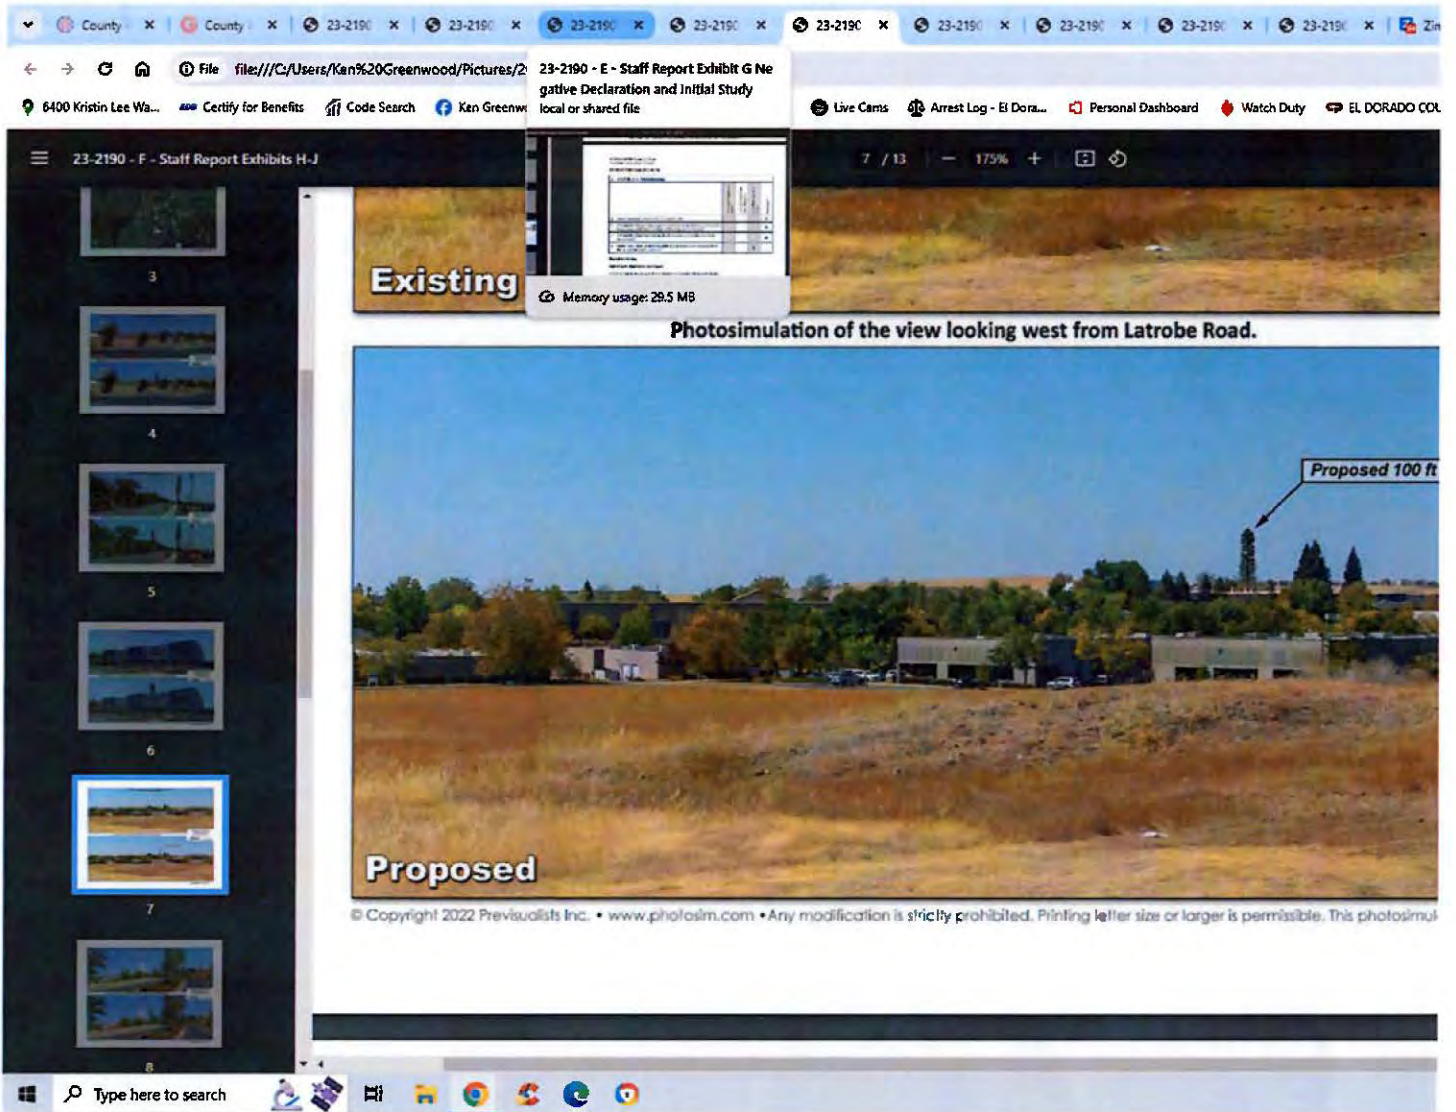 County
County
23-2190
23-2190
23-2190
23-2190
23-2190
23-2190
23-2190
23-2190
23-2190
Zin
File file:///C:/Users/Ken%20Greenwood/Pictures/2
23-2190 - E - Staff Report Exhibit G Ne
gative Declaration and Initial Study
local or shared file
6400 Kristin Lee Wa...
Certify for Benefits
Code Search
Ken Greenw
Live Cams
Arrest Log - El Dora...
Personal Dashboard
Watch Duty
EL DORADO COU
23-2190 - F - Staff Report Exhibits H-J
7 / 13
175%
3
Existing
Memory usage: 29.5 MB
Photosimulation of the view looking west from Latrobe Road.
4
Proposed 100 ft
5
6
Proposed
7
© Copyright 2022 Previsualists Inc. • www.photosim.com •Any modification is strictly prohibited. Printing letter size or larger is permissible. This photosimul
8
Type here to search